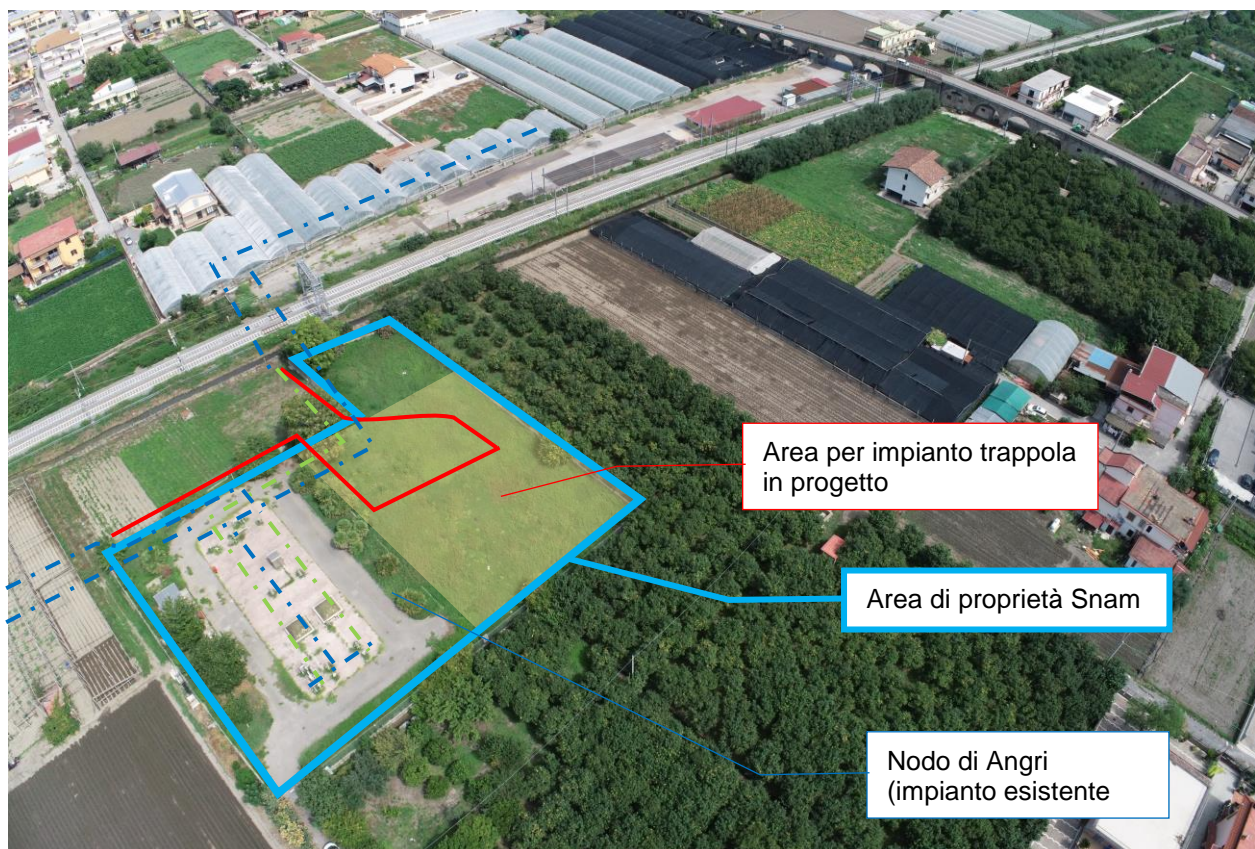 Area per impianto trappola
in progetto
Area di proprietà Snam
Nodo di Angri
(impianto esistente